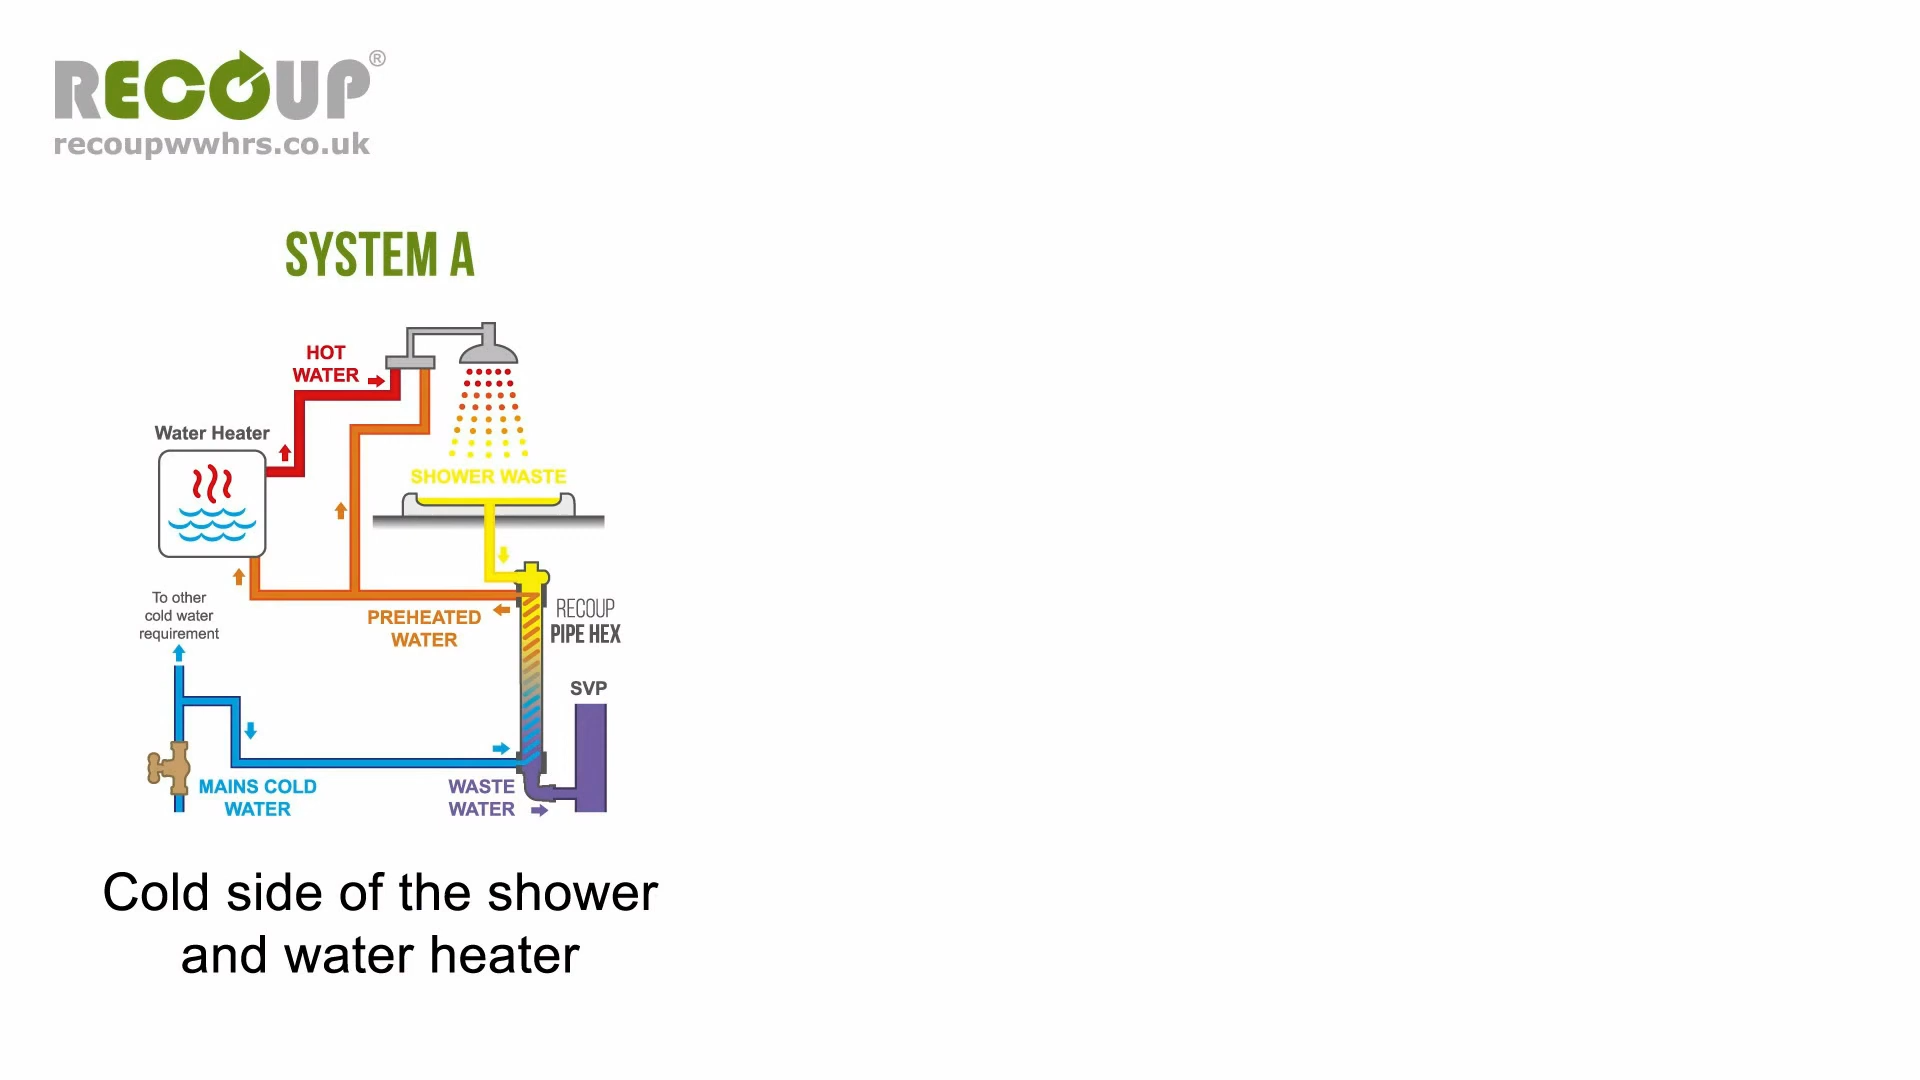 RECOUP®
recoupwwhrs.co.uk
SYSTEM A
HOT
WATER
Water Heater
SHOWER WASTE
To other
cold water
requirement
PREHEATED
WATER
RECOUP
PIPE HEX
SVP
MAINS COLD
WATER
WASTE
WATER
Cold side of the shower
and water heater